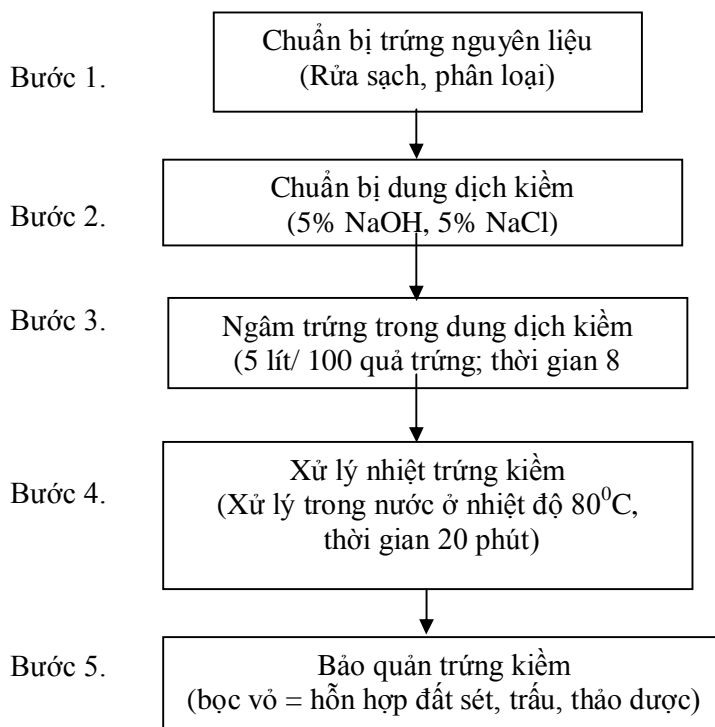 Chuẩn bị trứng nguyên liệu
Bước 1.
(Rửa sạch, phân loại)
Chuẩn bị dung dịch kiềm
Bước 2.
(5% NaOH, 5% NaCl)
Bước 3.
Ngâm trứng trong dung dịch kiềm
(5 lít/ 100 quả trứng; thời gian 8
Xử lý nhiệt trứng kiềm
Bước 4.
(Xử lý trong nước ở nhiệt độ 80⁰C,
thời gian 20 phút)
Bước 5.
Bảo quản trứng kiềm
(bọc vỏ = hỗn hợp đất sét, trấu, thảo dược)